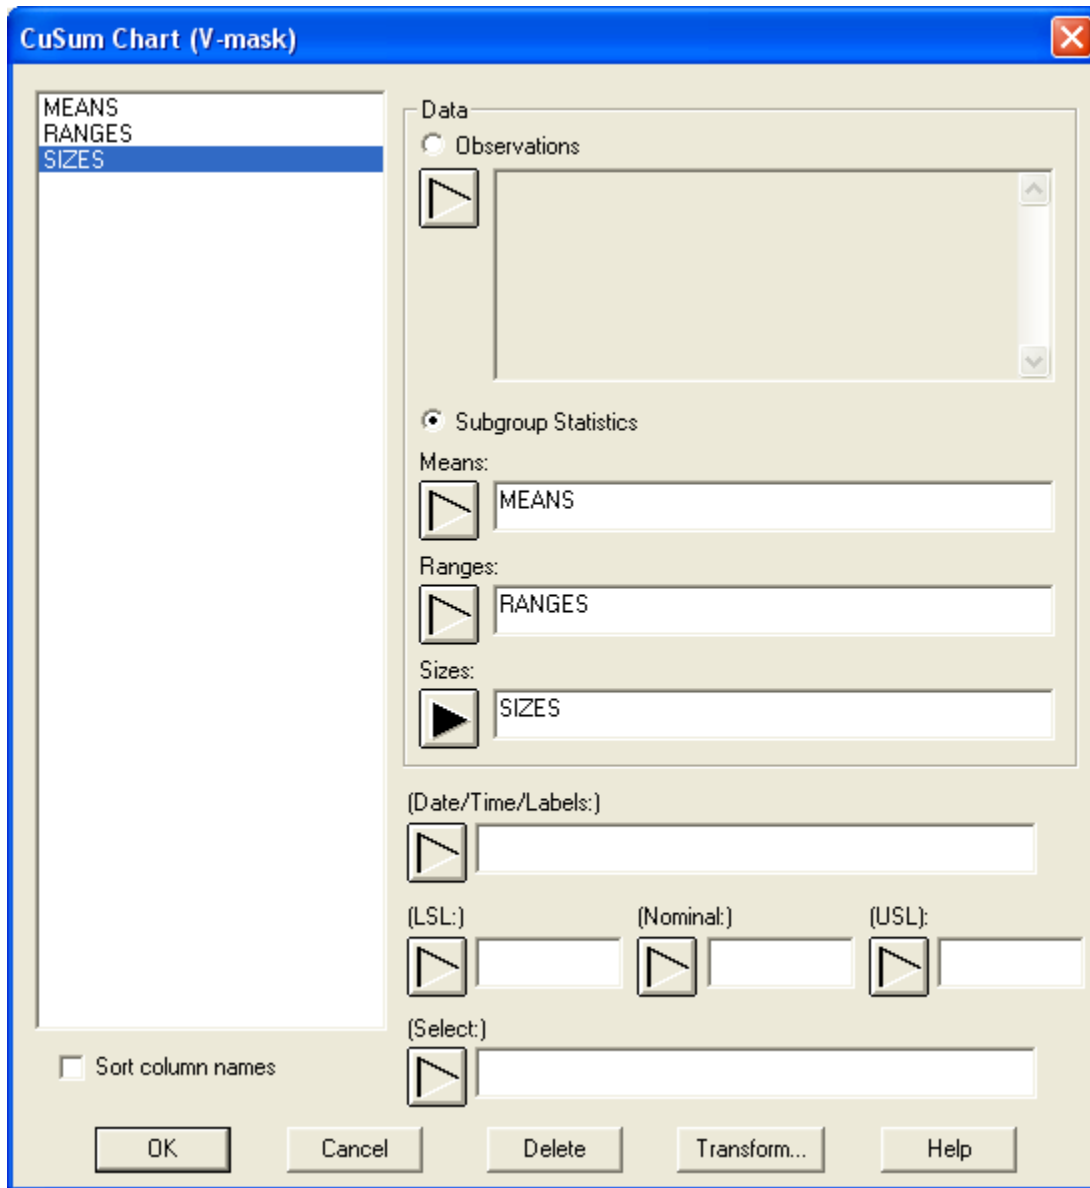 CuSum Chart (V-mask)
MEANS
RANGES
SIZES
Data
Observations
Subgroup Statistics
Means:
MEANS
Ranges:
RANGES
Sizes:
SIZES
(Date/Time/Labels:)
(LSL:) (Nominal:) (USL):
(Select:)
Sort column names
OK Cancel Delete Transform... Help